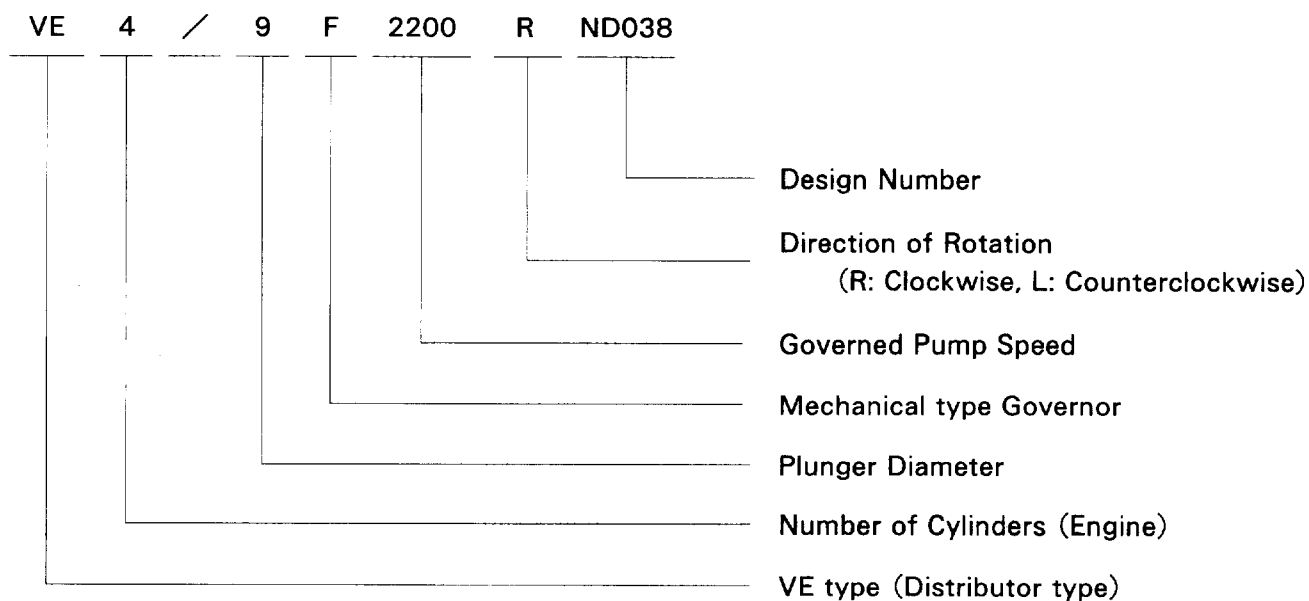 VE 4 / 9 F 2200 R ND038
Design Number
Direction of Rotation
(R: Clockwise, L: Counterclockwise)
Governed Pump Speed
Mechanical type Governor
Plunger Diameter
Number of Cylinders (Engine)
VE type (Distributor type)